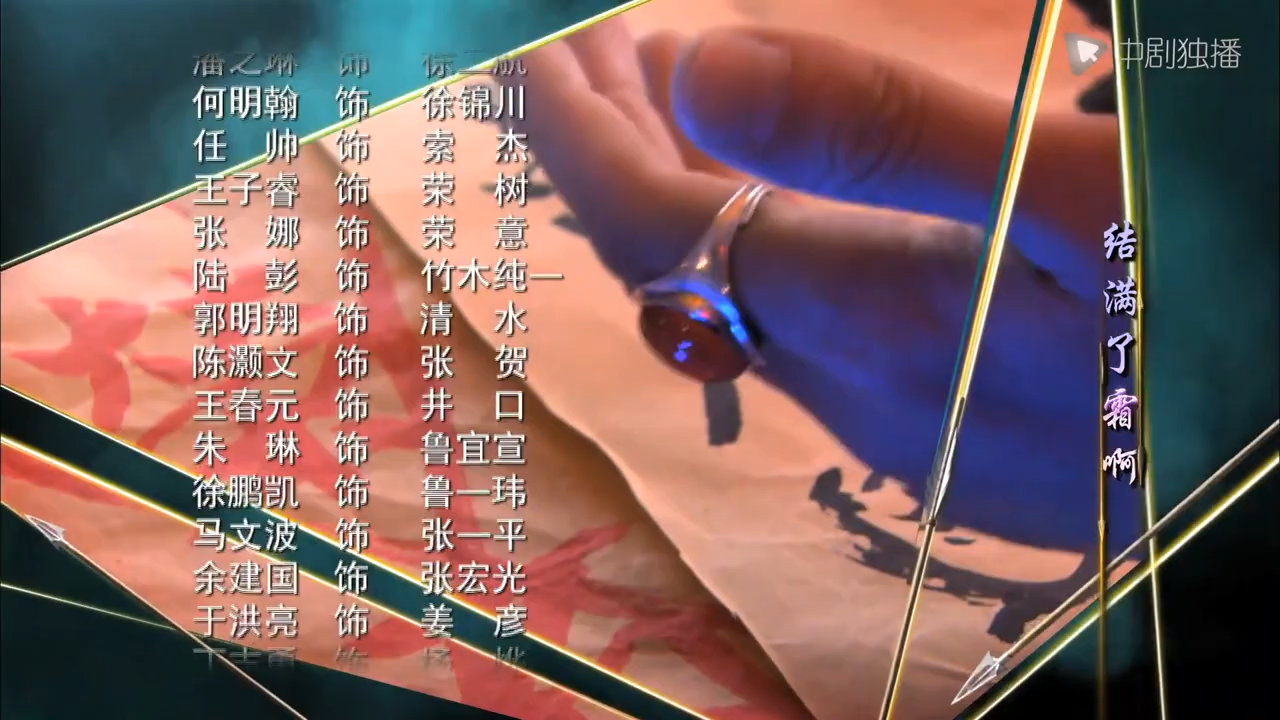 中剧独播
何明翰 饰 徐锦川
任 帅 饰 索 杰
王子睿 饰 荣 树
张 娜 饰 荣 意
陆 彭 饰 竹木纯一
郭明翔 饰 清 水
陈灏文 饰 张 贺
王春元 饰 井 口
朱 琳 饰 鲁宜宣
徐鹏凯 饰 鲁一玮
马文波 饰 张一平
余建国 饰 张宏光
于洪亮 饰 姜 彦
结满了霜啊